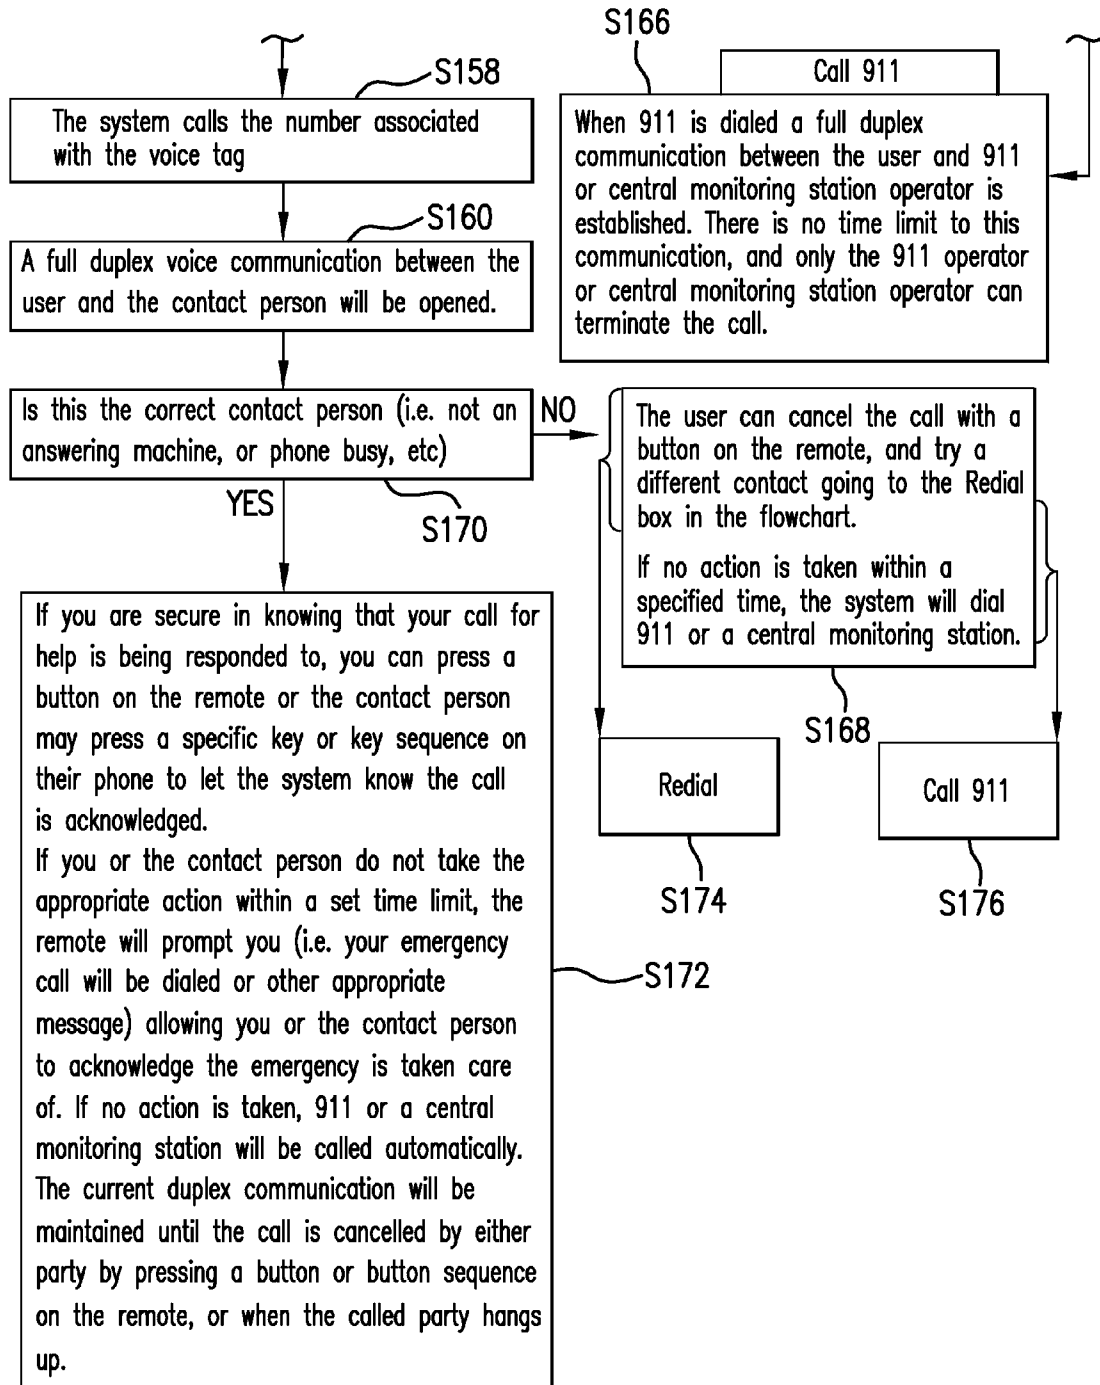 S158
The system calls the number associated
with the voice tag
S160
A full duplex voice communication between the
user and the contact person will be opened.
Is this the correct contact person (i.e. not an
answering machine, or phone busy, etc)
NO
YES
S170
S166
Call 911
When 911 is dialed a full duplex
communication between the user and 911
or central monitoring station operator is
established. There is no time limit to this
communication, and only the 911 operator
or central monitoring station operator can
terminate the call.
The user can cancel the call with a
button on the remote, and try a
different contact going to the Redial
box in the flowchart.
If no action is taken within a
specified time, the system will dial
911 or a central monitoring station.
S168
Redial
S174
Call 911
S176
If you are secure in knowing that your call for
help is being responded to, you can press a
button on the remote or the contact person
may press a specific key or key sequence on
their phone to let the system know the call
is acknowledged.
If you or the contact person do not take the
appropriate action within a set time limit, the
remote will prompt you (i.e. your emergency
call will be dialed or other appropriate
message) allowing you or the contact person
to acknowledge the emergency is taken care
of. If no action is taken, 911 or a central
monitoring station will be called automatically.
The current duplex communication will be
maintained until the call is cancelled by either
party by pressing a button or button sequence
on the remote, or when the called party hangs
up.
S172